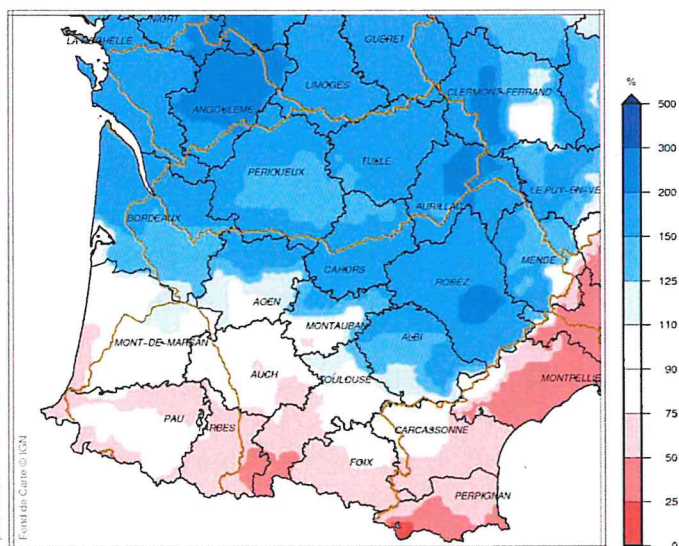 NIORT
LA ROCHELLE
GUERET
%
LIMOGES
CLERMONT-FERRAND
500
ANGOULEME
300
TULLE
PERIGUEUX
200
AURILLAC
LE PUY-EN-VE
BORDEAUX
150
MENDE
CAHORS
RODEZ
125
AGEN
110
MONTAUBAN
ALBI
MONT-DE-MARSAN
90
AUCH
TOULOUSE
MONTPELLIE
75
PAU
ARBES
CARCASSONNE
50
FOIX
PERPIGNAN
25
0
Fond de Carte © IGN